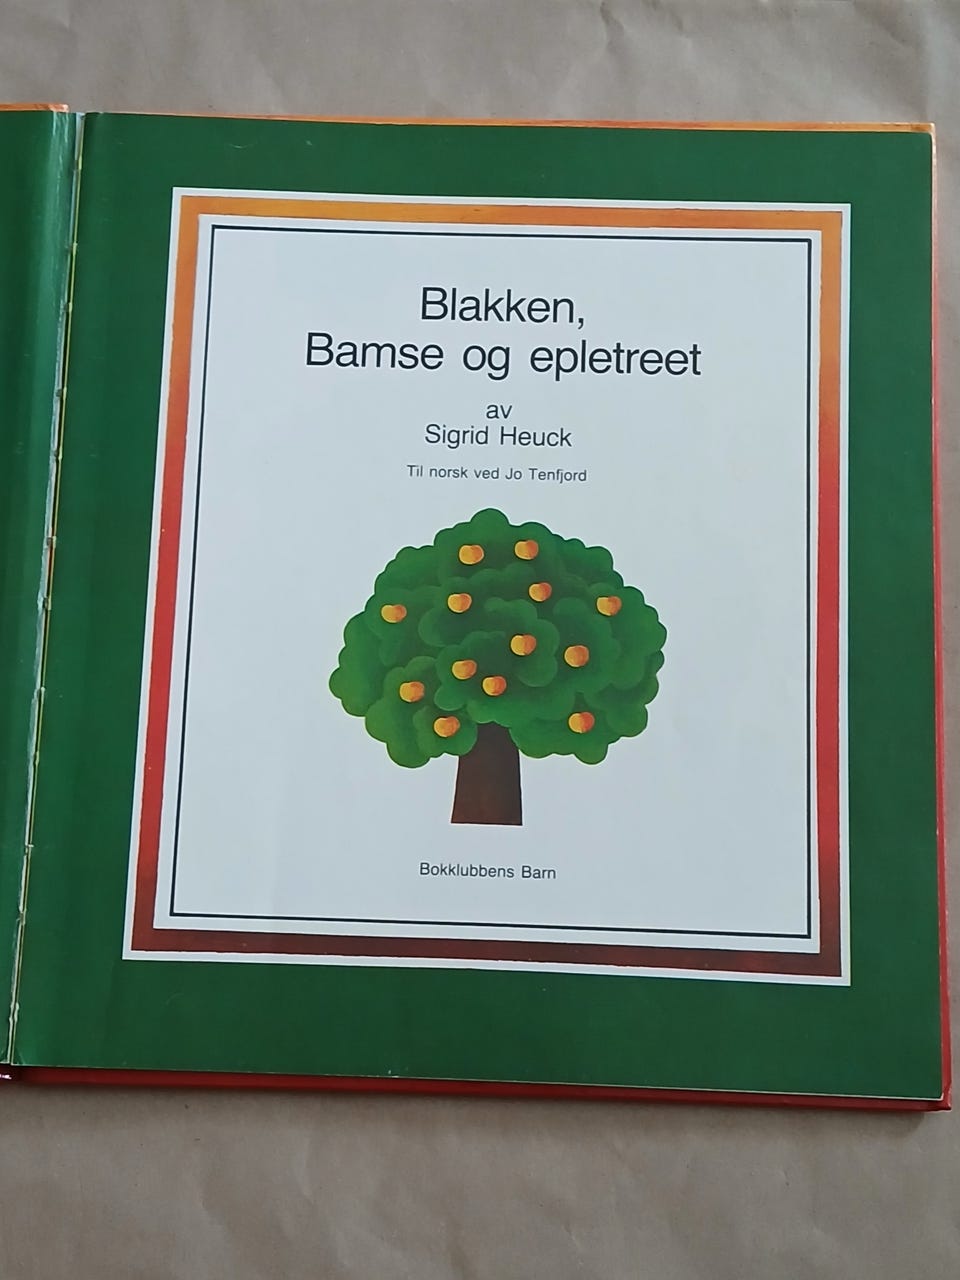 Blakken,
Bamse og epletreet
av
Sigrid Heuck
Til norsk ved Jo Tenfjord
Bokklubbens Barn